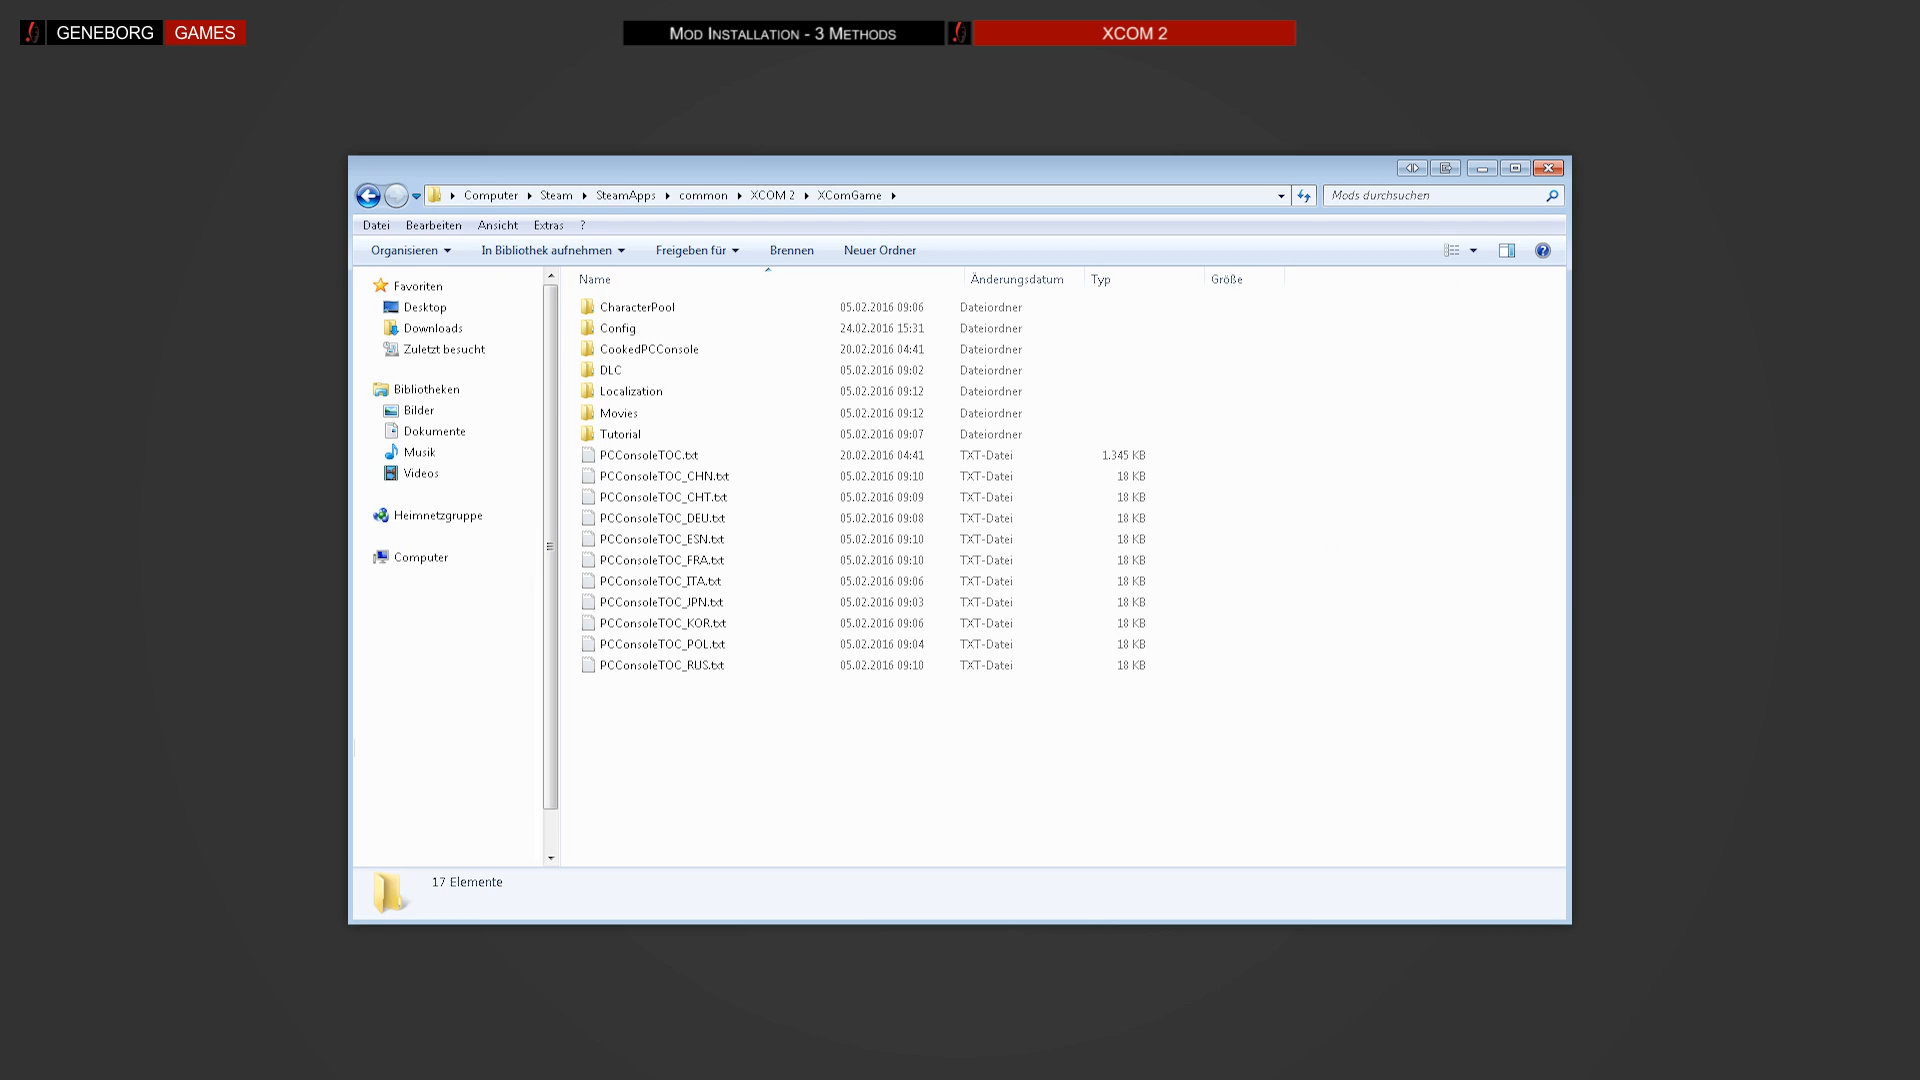 GENEBORG GAMES
Mod Installation - 3 Methods XCOM 2
Computer Steam SteamApps common XCOM 2 XComGame
Mods durchsuchen
Datei Bearbeiten Ansicht Extras ?
Organisieren In Bibliothek aufnehmen Freigeben für Brennen Neuer Ordner
Favoriten
Desktop
Downloads
Zuletzt besucht
Bibliotheken
Bilder
Dokumente
Musik
Videos
Heimnetzgruppe
Computer
Name Änderungsdatum Typ Größe
CharacterPool 05.02.2016 09:06 Dateiordner
Config 24.02.2016 15:31 Dateiordner
CookedPCConsole 20.02.2016 04:41 Dateiordner
DLC 05.02.2016 09:02 Dateiordner
Localization 05.02.2016 09:12 Dateiordner
Movies 05.02.2016 09:12 Dateiordner
Tutorial 05.02.2016 09:07 Dateiordner
PCConsoleTOC.txt 20.02.2016 04:41 TXT-Datei 1.345 KB
PCConsoleTOC_CHN.txt 05.02.2016 09:10 TXT-Datei 18 KB
PCConsoleTOC_CHT.txt 05.02.2016 09:09 TXT-Datei 18 KB
PCConsoleTOC_DEU.txt 05.02.2016 09:08 TXT-Datei 18 KB
PCConsoleTOC_ESN.txt 05.02.2016 09:10 TXT-Datei 18 KB
PCConsoleTOC_FRA.txt 05.02.2016 09:10 TXT-Datei 18 KB
PCConsoleTOC_ITA.txt 05.02.2016 09:06 TXT-Datei 18 KB
PCConsoleTOC_JPN.txt 05.02.2016 09:03 TXT-Datei 18 KB
PCConsoleTOC_KOR.txt 05.02.2016 09:06 TXT-Datei 18 KB
PCConsoleTOC_POL.txt 05.02.2016 09:04 TXT-Datei 18 KB
PCConsoleTOC_RUS.txt 05.02.2016 09:10 TXT-Datei 18 KB
17 Elemente